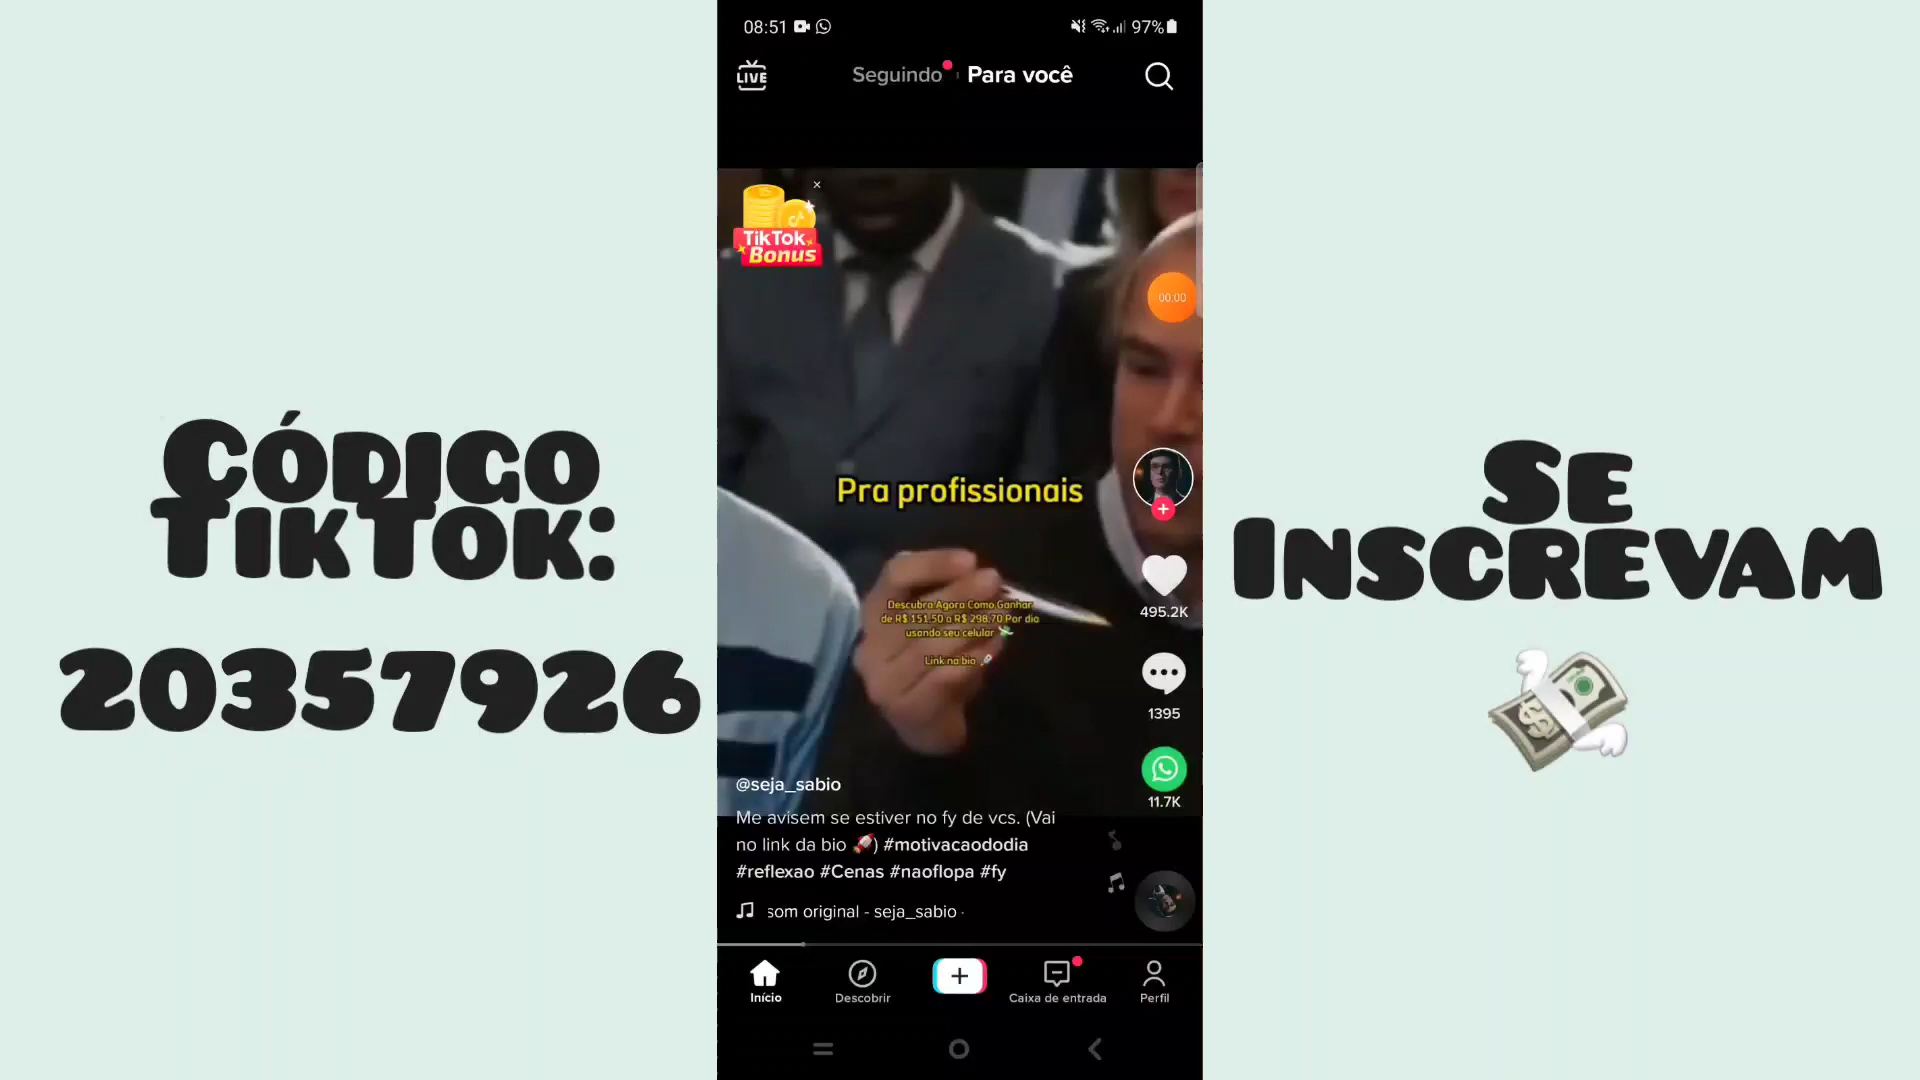 08:51
97%
LIVE
Seguindo
Para você
TikTok
Bonus
00:00
Código
TikTok:
20357926
Se
Inscrevam
Pra profissionais
Descubra Agora Como Ganhar
de R$ 151,50 a R$ 298,70 Por dia
usando seu celular
Link na bio
495.2K
1395
11.7K
@seja_sabio
Me avisem se estiver no fy de vcs. (Vai
no link da bio 🚀) #motivacaododia
#reflexao #Cenas #naoflopa #fy
som original - seja_sabio ·
Início
Descobrir
Caixa de entrada
Perfil